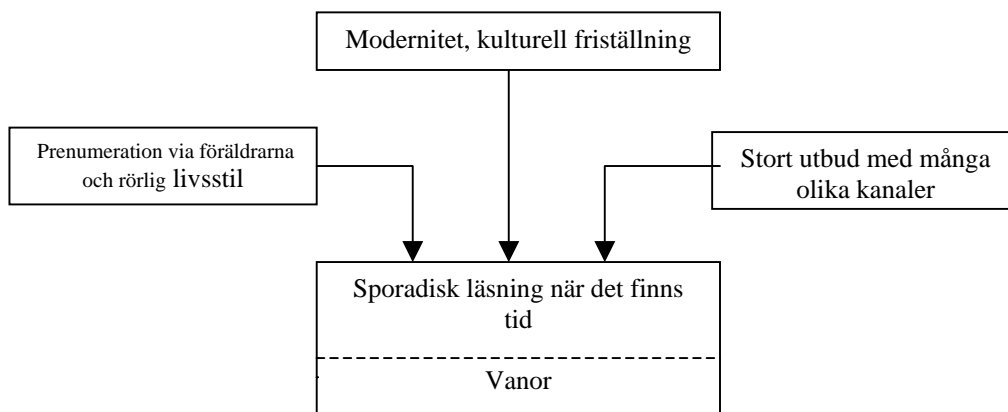 Modernitet, kulturell friställning
Prenumeration via föräldrarna
och rörlig livsstil
Stort utbud med många
olika kanaler
Sporadisk läsning när det finns
tid
Vanor